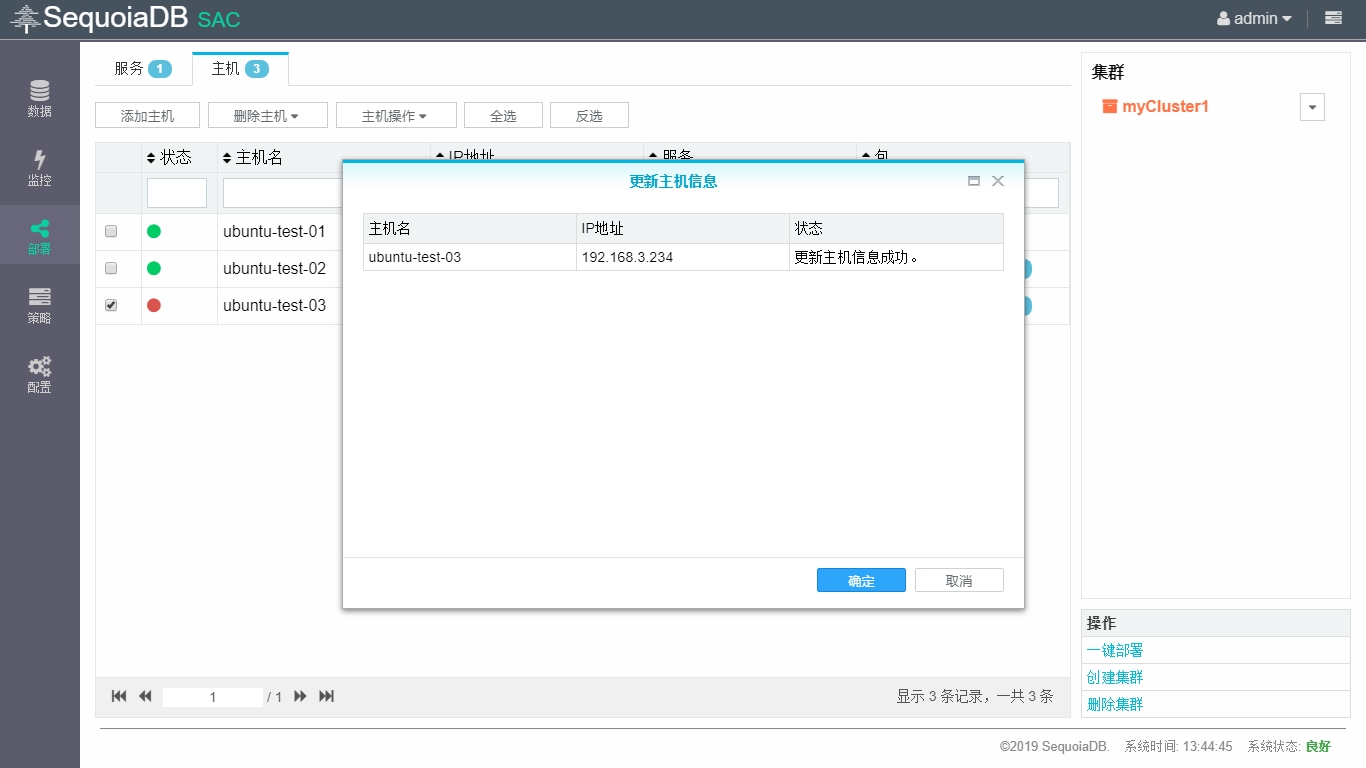 SequoiaDB SAC
admin
数据
监控
部署
策略
配置
服务 1
主机 3
添加主机
删除主机
主机操作
全选
反选
状态
主机名
IP地址
服务
包
ubuntu-test-01
ubuntu-test-02
ubuntu-test-03
更新主机信息
主机名 IP地址 状态
ubuntu-test-03 192.168.3.234 更新主机信息成功。
确定
取消
1 / 1
显示 3 条记录，一共 3 条
集群
myCluster1
操作
一键部署
创建集群
删除集群
©2019 SequoiaDB. 系统时间: 13:44:45 系统状态: 良好